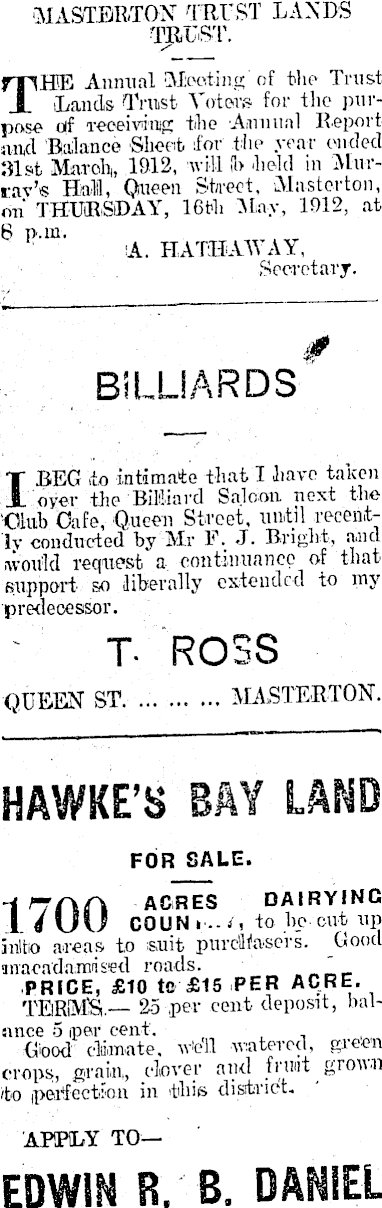 MASTERTON TRUST LANDS
TRUST.
THE Annual Meeting of the Trust
Lands Trust Voters for the pur-
pose of receiving the Annual Report
and Balance Sheet for the year ended
31st March, 1912, will b held in Mur-
ray's Hall, Queen Street, Masterton,
on THURSDAY, 16th May, 1912, at
8 p.m.
A. HATHAWAY,
Secretary.
BILLIARDS
I BEG to intimate that I have taken
over the Billiard Saloon next the
Club Cafe, Queen Street, until recent-
ly conducted by Mr F. J. Bright, and
would request a continuance of that
support so liberally extended to my
predecessor.
T. ROSS
QUEEN ST. ... ... ... MASTERTON.
HAWKE'S BAY LAND
FOR SALE.
1700 ACRES DAIRYING
to be cut up
into areas to suit purchasers. Good
macadamised roads.
PRICE, £10 to £15 PER ACRE.
TERMS.— 25 per cent deposit, bal-
ance 5 per cent.
Good climate, well watered, green
crops, grain, clover and fruit grown
to perfection in this district.
APPLY TO—
EDWIN R. B. DANIEL